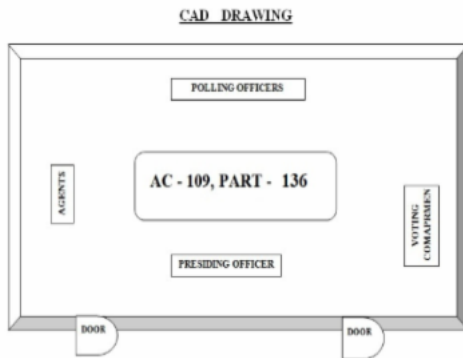 CAD DRAWING
POLLING OFFICERS
AC - 109, PART - 136
AGENTS
VOTING
COMAPRMEN
PRESIDING OFFICER
DOOR
DOOR